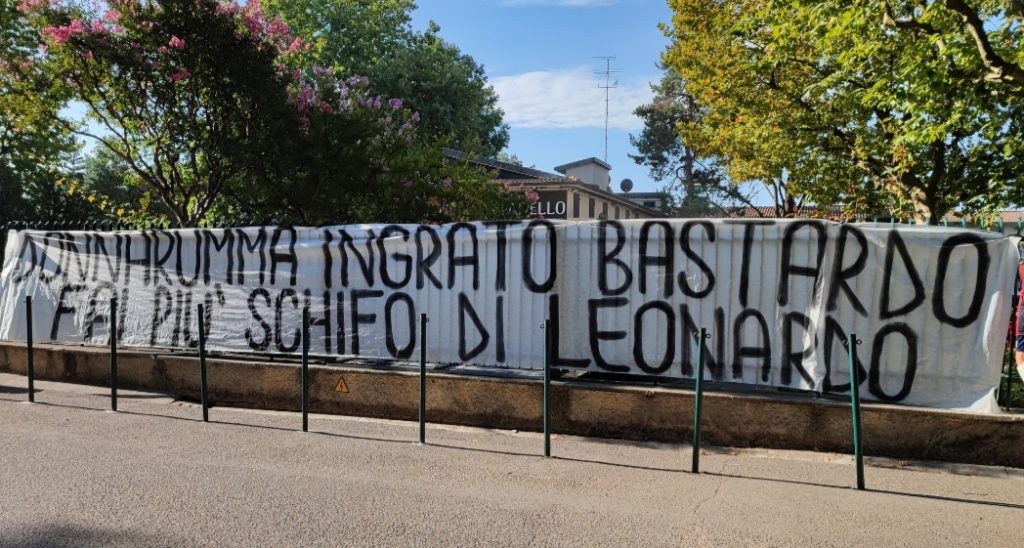 ELLO
DONNARUMMA INGRATO BASTARDO
FAI PIU' SCHIFO DI LEONARDO